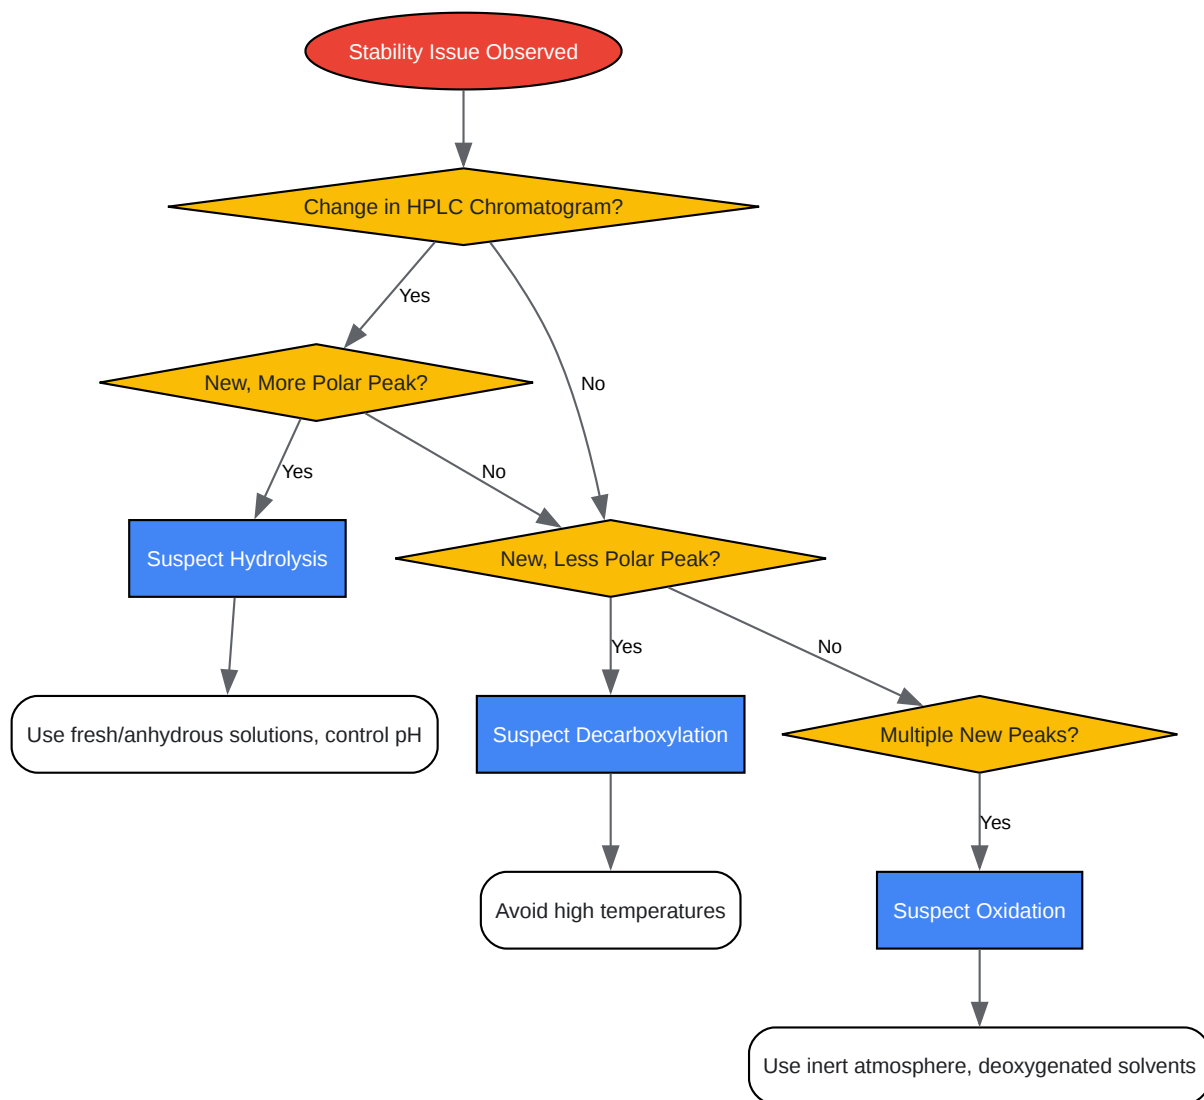 Stability Issue Observed
Change in HPLC Chromatogram?
Yes
No
New, More Polar Peak?
Yes
No
Suspect Hydrolysis
New, Less Polar Peak?
Yes
No
Use fresh/anhydrous solutions, control pH
Suspect Decarboxylation
Multiple New Peaks?
Yes
Avoid high temperatures
Suspect Oxidation
Use inert atmosphere, deoxygenated solvents